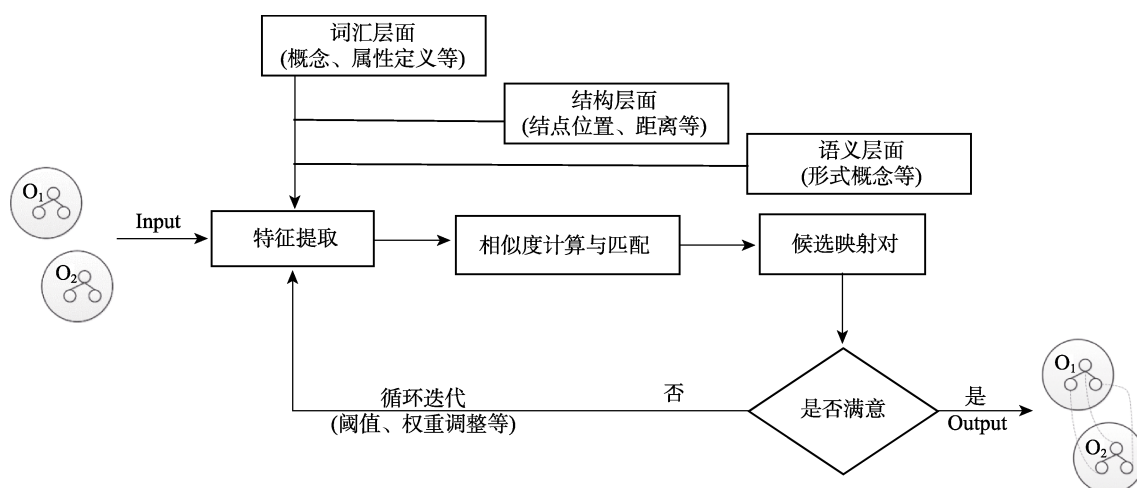 词汇层面
(概念、属性定义等)
结构层面
(结点位置、距离等)
语义层面
(形式概念等)
O1
Input
特征提取
相似度计算与匹配
候选映射对
O2
循环迭代
(阈值、权重调整等)
否
是否满意
是
Output
O1
O2